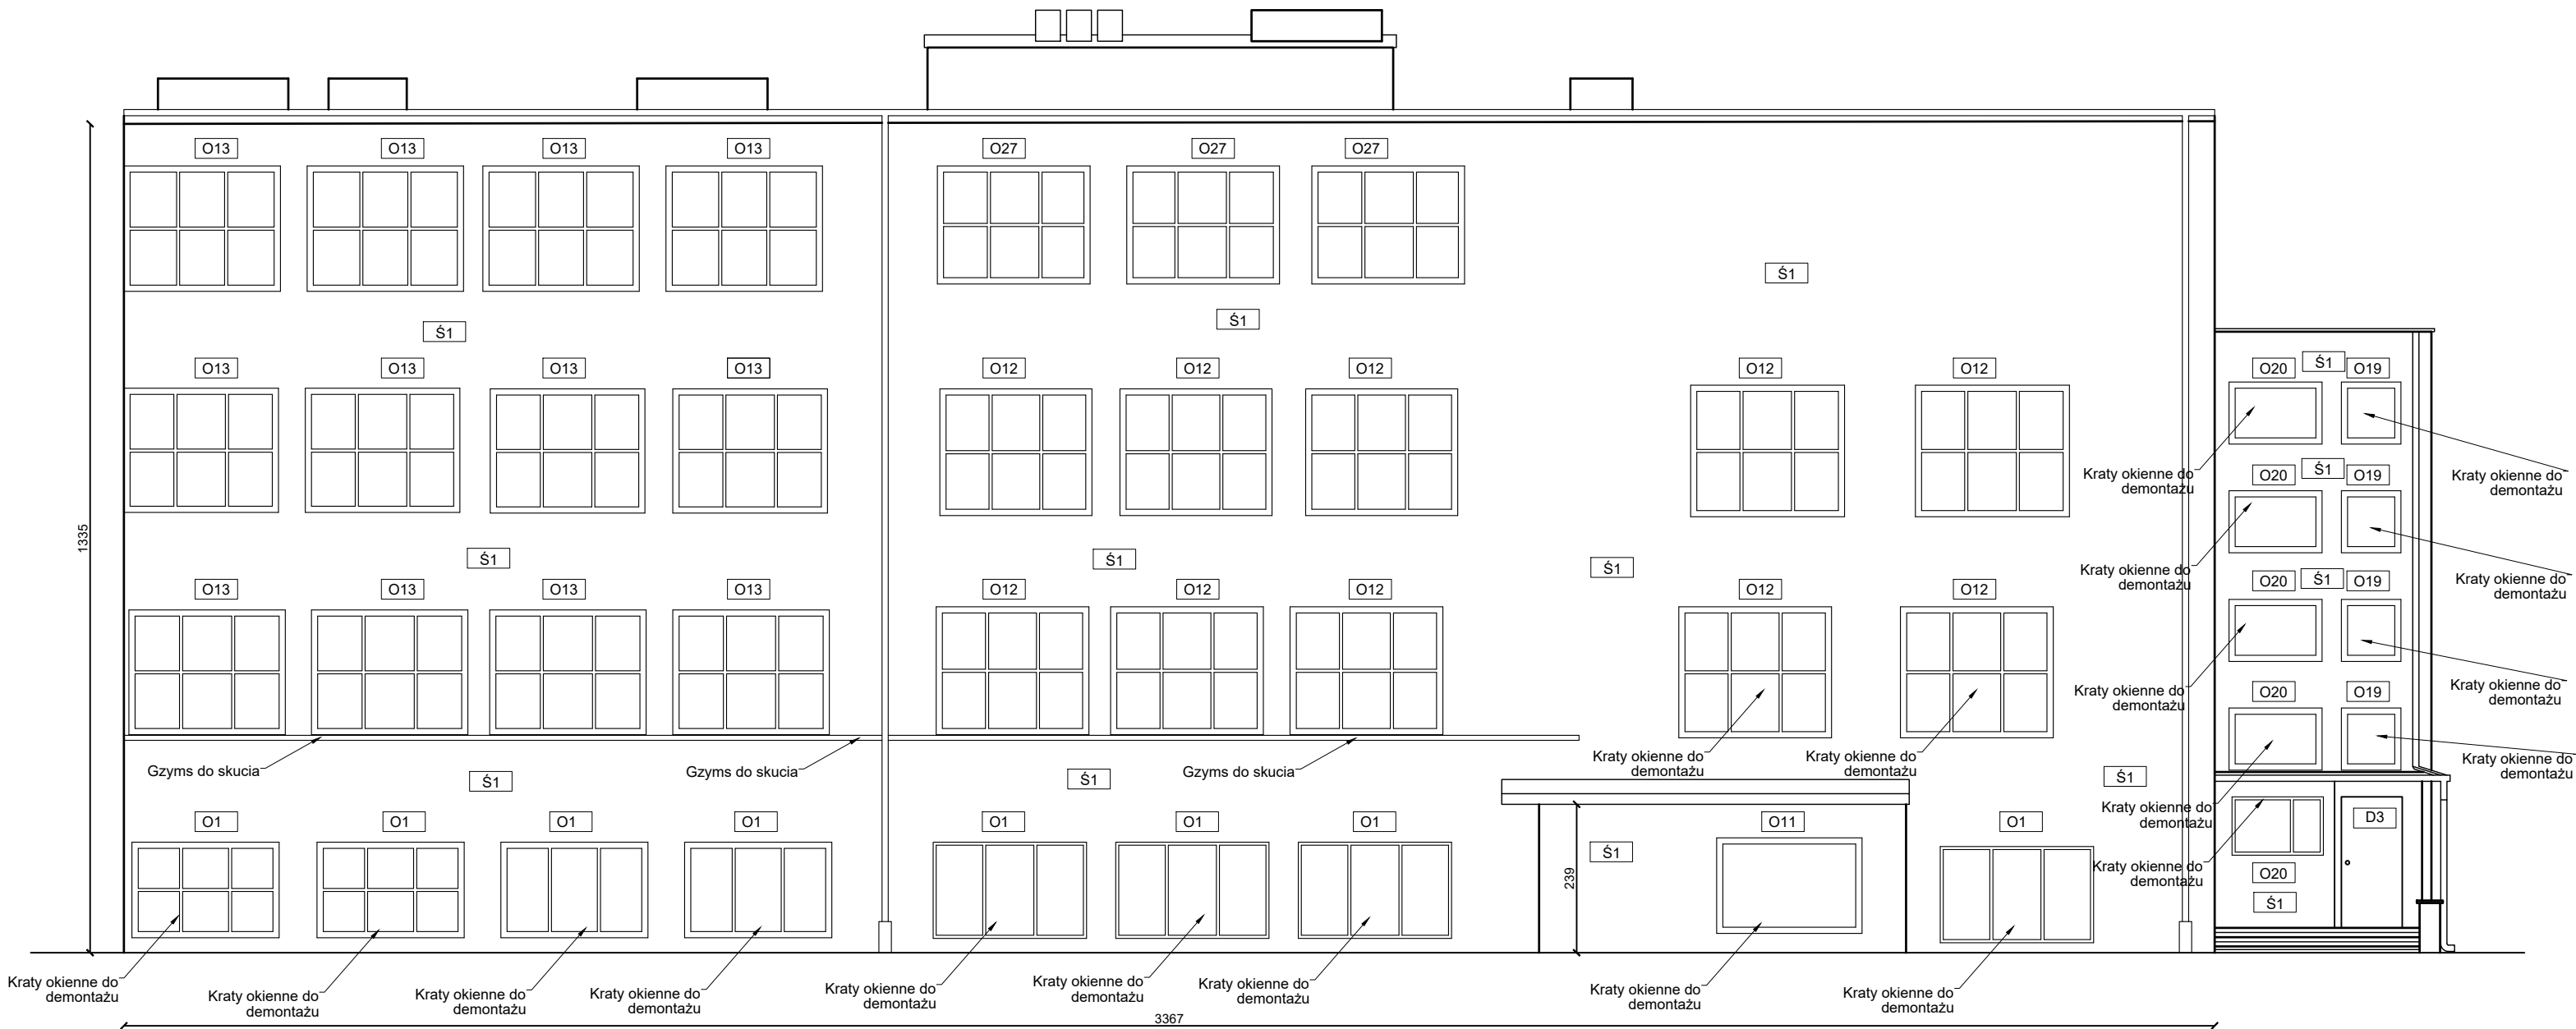 O13
O13
O13
O13
O27
O27
O27
Ś1
Ś1
Ś1
O13
O13
O13
O13
O12
O12
O12
O12
O12
O20
Ś1
O19
Kraty okienne do
demontażu
Kraty okienne do
demontażu
O20
Ś1
O19
1335
Ś1
Ś1
Ś1
Kraty okienne do
demontażu
Kraty okienne do
demontażu
O13
O13
O13
O13
O12
O12
O12
O12
O12
O20
Ś1
O19
Kraty okienne do
demontażu
Kraty okienne do
demontażu
O20
O19
Gzyms do skucia
Gzyms do skucia
Gzyms do skucia
Kraty okienne do
demontażu
Kraty okienne do
demontażu
Kraty okienne do
demontażu
Ś1
Ś1
Ś1
Kraty okienne do
demontażu
O1
O1
O1
O1
O1
O1
O1
O11
O1
D3
239
Ś1
Kraty okienne do
demontażu
O20
Ś1
Kraty okienne do
demontażu
Kraty okienne do
demontażu
Kraty okienne do
demontażu
Kraty okienne do
demontażu
Kraty okienne do
demontażu
Kraty okienne do
demontażu
Kraty okienne do
demontażu
Kraty okienne do
demontażu
Kraty okienne do
demontażu
3367